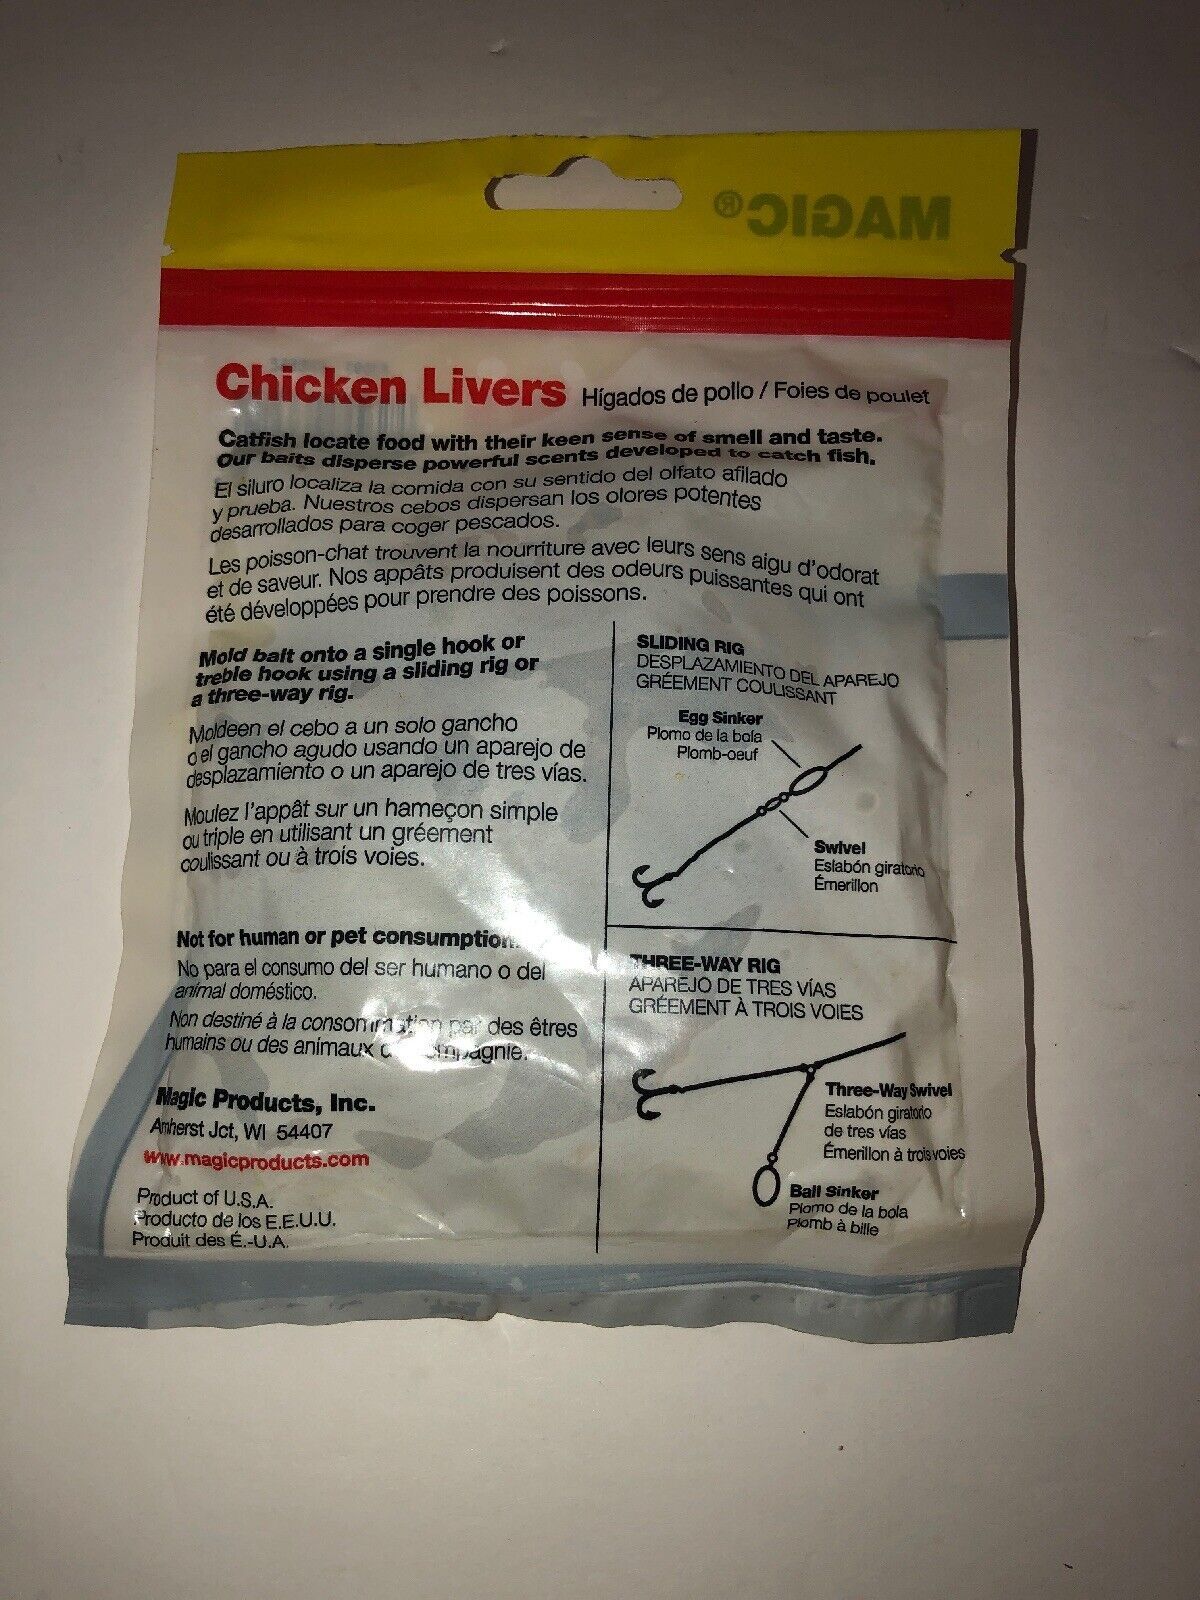 MAGIC®
Chicken Livers Hígados de pollo / Foies de poulet
Catfish locate food with their keen sense of smell and taste.
Our baits disperse powerful scents developed to catch fish.
El siluro localiza la comida con su sentido del olfato afilado
y prueba. Nuestros cebos dispersan los olores potentes
desarrollados para coger pescados.
Les poisson-chat trouvent la nourriture avec leurs sens aigu d'odorat
et de saveur. Nos appâts produisent des odeurs puissantes qui ont
été développées pour prendre des poissons.
Mold bait onto a single hook or
treble hook using a sliding rig or
a three-way rig.
Moldeen el cebo a un solo gancho
o el gancho agudo usando un aparejo de
desplazamiento o un aparejo de tres vías.
Moulez l'appât sur un hameçon simple
ou triple en utilisant un gréement
coulissant ou à trois voies.
Not for human or pet consumption.
No para el consumo del ser humano o del
animal doméstico.
Non destiné à la consommation par des êtres
humains ou des animaux de compagnie.
Magic Products, Inc.
Amherst Jct, WI 54407
www.magicproducts.com
Product of U.S.A.
Producto de los E.E.U.U.
Produit des É.-U.A.
SLIDING RIG
DESPLAZAMIENTO DEL APAREJO
GRÉEMENT COULISSANT
Egg Sinker
Plomo de la bola
Plomb-oeuf
Swivel
Eslabón giratorio
Émerillon
THREE-WAY RIG
APAREJO DE TRES VÍAS
GRÉEMENT À TROIS VOIES
Three-Way Swivel
Eslabón giratorio
de tres vías
Émerillon à trois voies
Ball Sinker
Plomo de la bola
Plomb à bille